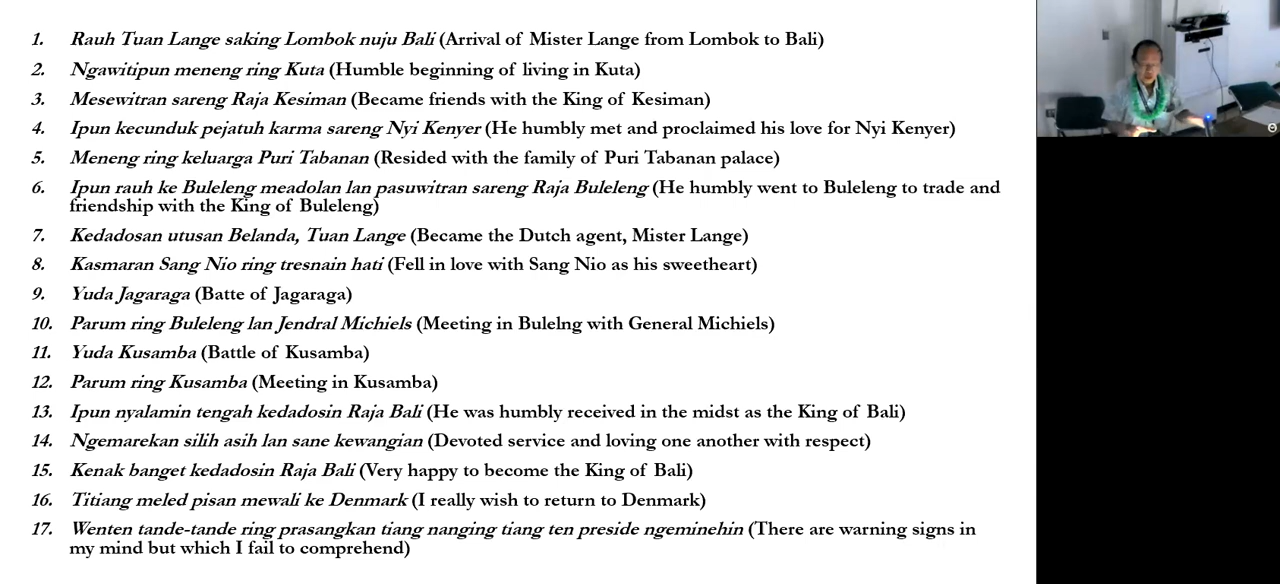 1. Rauh Tuan Lange saking Lombok nuju Bali (Arrival of Mister Lange from Lombok to Bali)
2. Ngawitipun meneng ring Kuta (Humble beginning of living in Kuta)
3. Mesewitran sareng Raja Kesiman (Became friends with the King of Kesiman)
4. Ipun kecunduk pejatuh karma sareng Nyi Kenyer (He humbly met and proclaimed his love for Nyi Kenyer)
5. Meneng ring keluarga Puri Tabanan (Resided with the family of Puri Tabanan palace)
6. Ipun rauh ke Buleleng meadolan lan pasuwitran sareng Raja Buleleng (He humbly went to Buleleng to trade and
friendship with the King of Buleleng)
7. Kedadosan utusan Belanda, Tuan Lange (Became the Dutch agent, Mister Lange)
8. Kasmaran Sang Nio ring tresnain hati (Fell in love with Sang Nio as his sweetheart)
9. Yuda Jagaraga (Batte of Jagaraga)
10. Parum ring Buleleng lan Jendral Michiels (Meeting in Bulelng with General Michiels)
11. Yuda Kusamba (Battle of Kusamba)
12. Parum ring Kusamba (Meeting in Kusamba)
13. Ipun nyalamin tengah kedadosin Raja Bali (He was humbly received in the midst as the King of Bali)
14. Ngemarekan silih asih lan sane kewangian (Devoted service and loving one another with respect)
15. Kenak banget kedadosin Raja Bali (Very happy to become the King of Bali)
16. Titiang meled pisan mewali ke Denmark (I really wish to return to Denmark)
17. Wenten tande-tande ring prasangkan tiang nanging tiang ten preside ngeminehin (There are warning signs in
my mind but which I fail to comprehend)